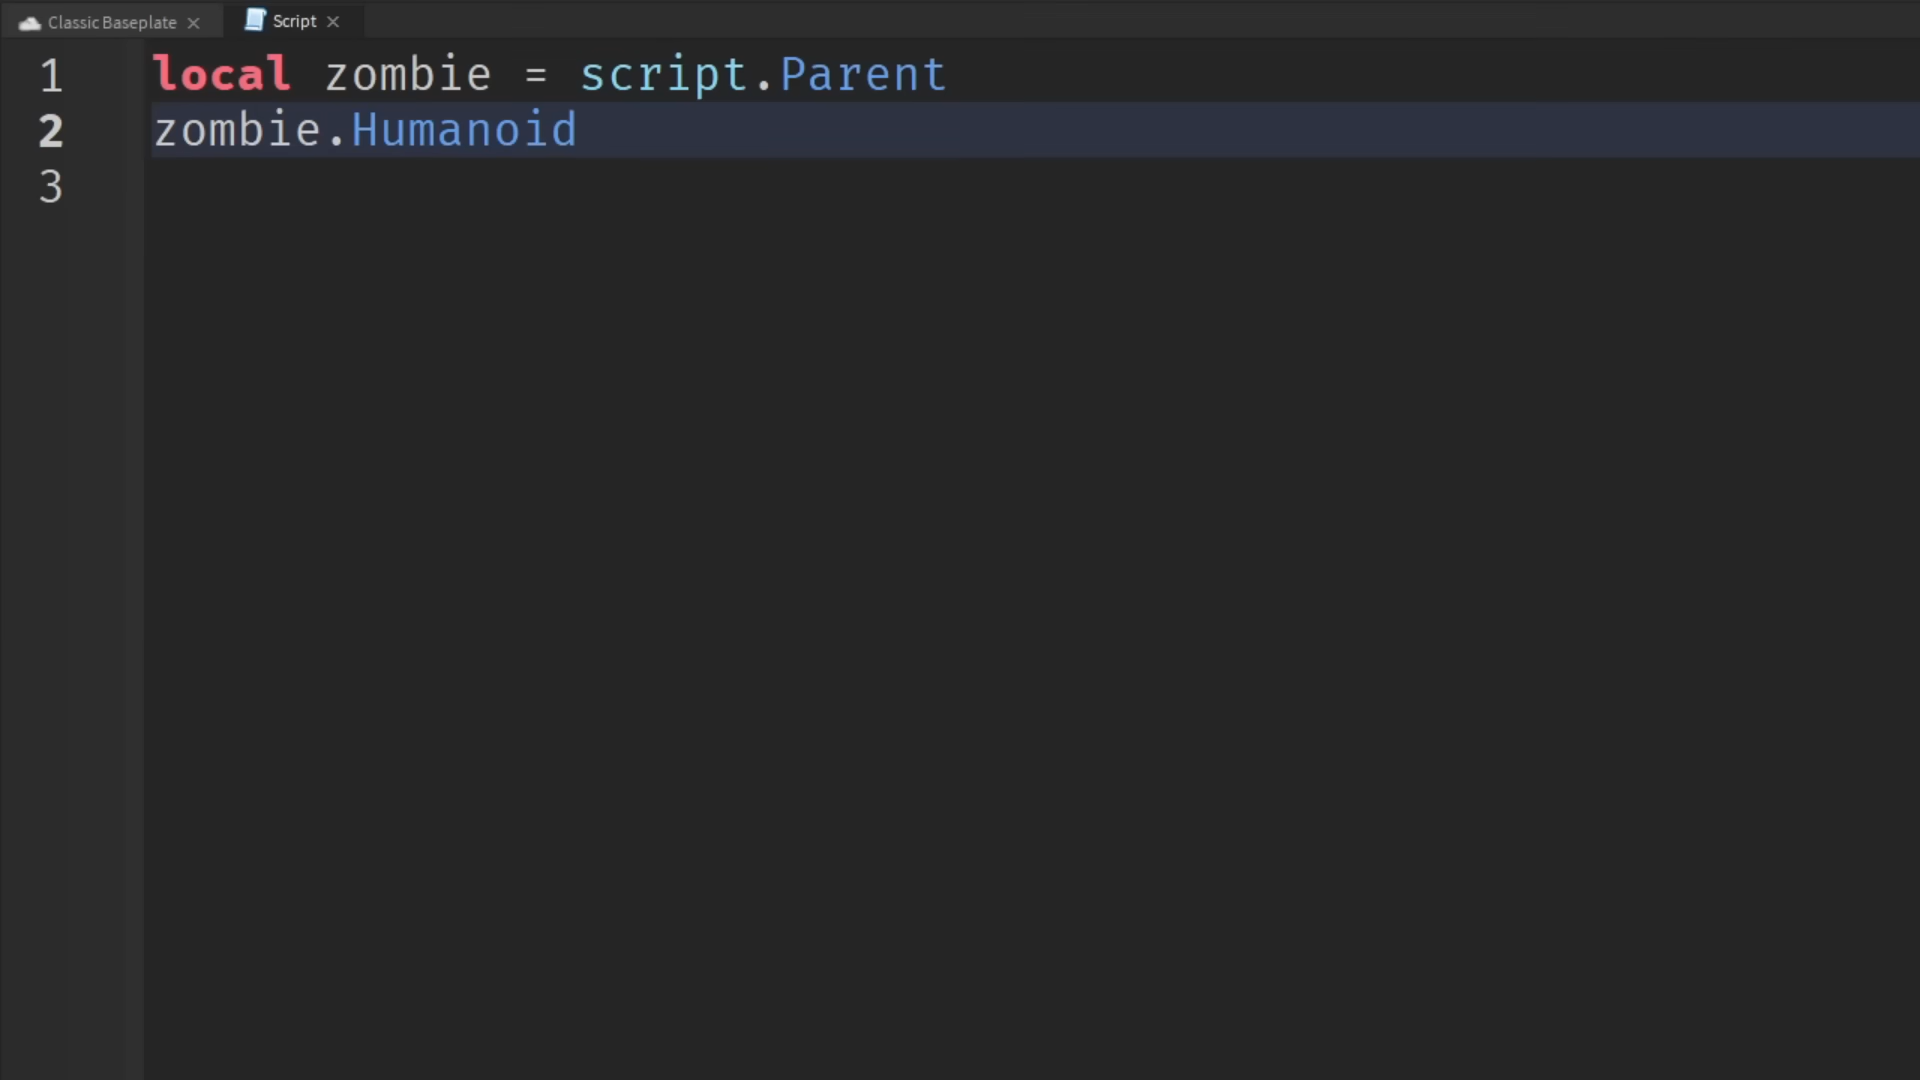 Classic Baseplate × Script ×
1 local zombie = script.Parent
2 zombie.Humanoid
3